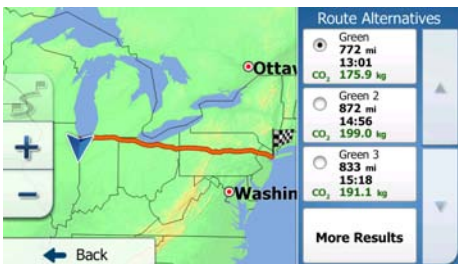 Route Alternatives
Ottav
Washin
+
-
Back
Green
772 mi
13:01
CO2 175.9 kg
Green 2
872 mi
14:56
CO2 199.0 kg
Green 3
833 mi
15:18
CO2 191.1 kg
More Results